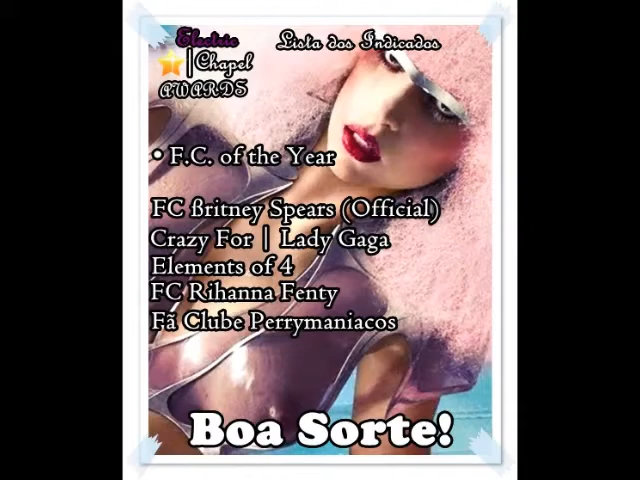 Electric
|Chapel
AWARDS
Lista dos Indicados
• F.C. of the Year
FC Britney Spears (Official)
Crazy For | Lady Gaga
Elements of 4
FC Rihanna Fenty
Fã Clube Perrymaniacos
Boa Sorte!